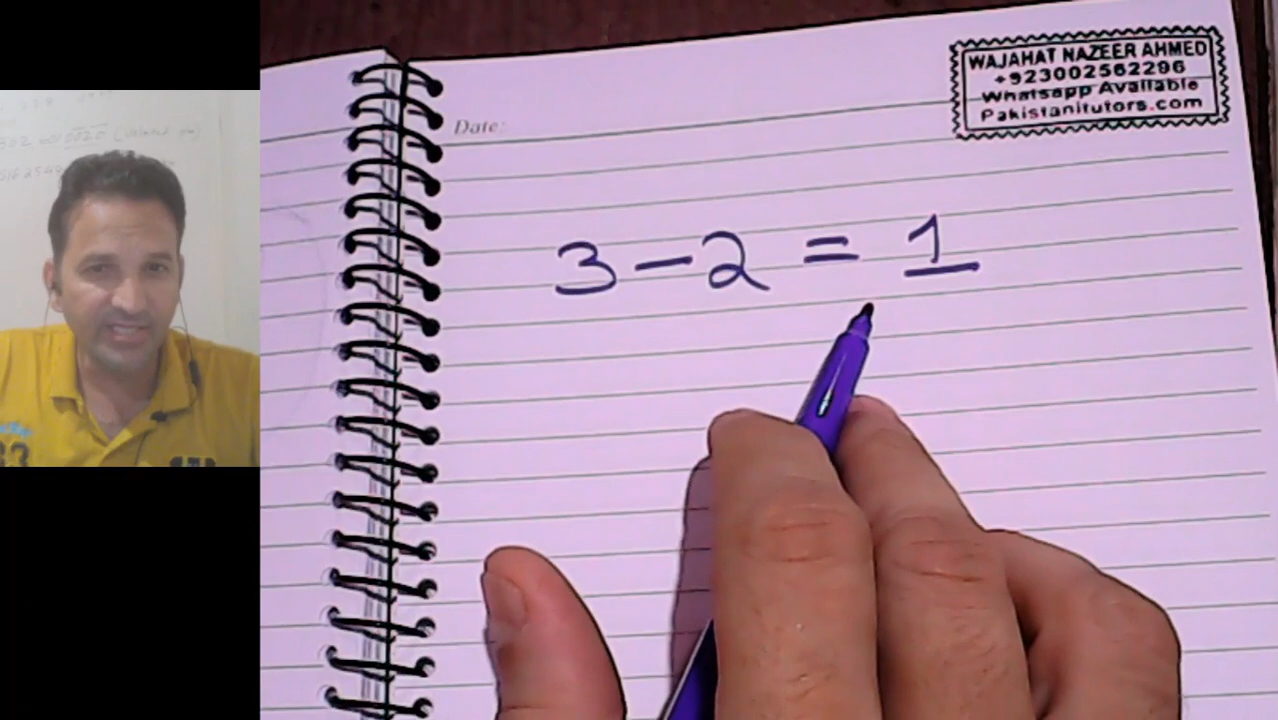 WAJAHAT NAZEER AHMED
+923002562296
Whatsapp Available
Pakistanitutors.com
Date:
3-2 = 1